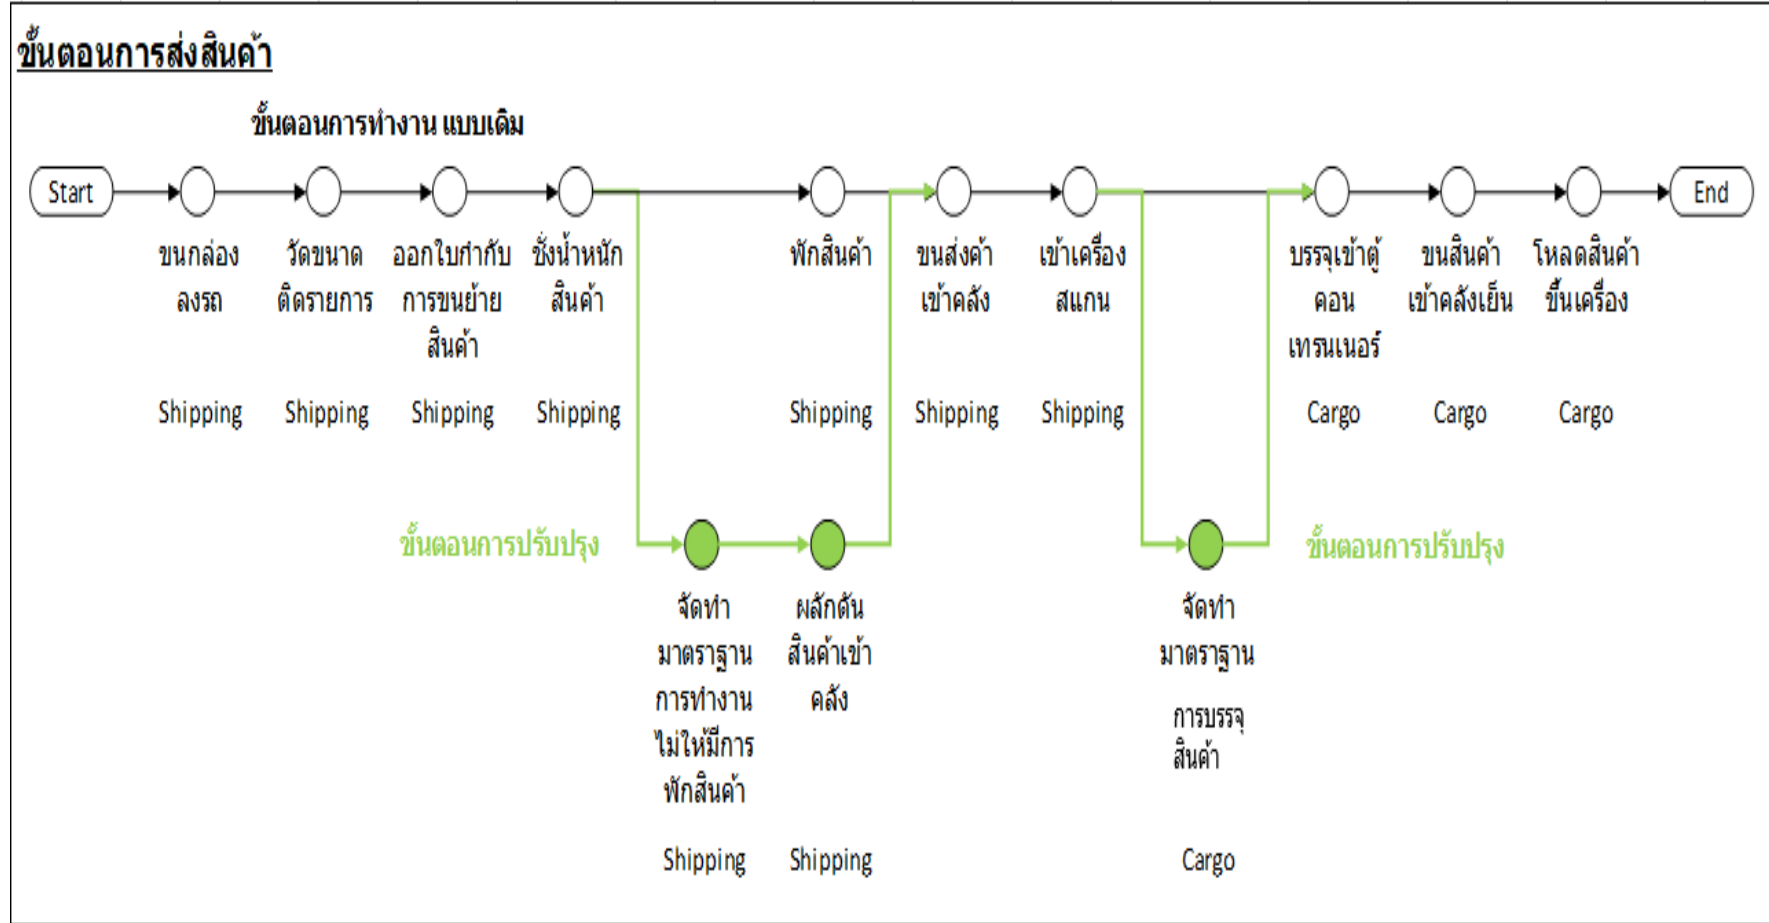 ขั้นตอนการส่งสินค้า
ขั้นตอนการทำงาน แบบเดิม
Start
End
ขนกล่อง
ลงรถ
วัดขนาด
ติดรายการ
ออกใบกำกับ
การขนย้าย
สินค้า
ชั่งน้ำหนัก
สินค้า
พักสินค้า
ขนส่งค้า
เข้าคลัง
เข้าเครื่อง
สแกน
บรรจุเข้าตู้
คอน
เทรนเนอร์
ขนสินค้า
เข้าคลังเย็น
โหลดสินค้า
ขึ้นเครื่อง
Shipping
Shipping
Shipping
Shipping
Shipping
Shipping
Shipping
Cargo
Cargo
Cargo
ขั้นตอนการปรับปรุง
ขั้นตอนการปรับปรุง
จัดทำ
มาตราฐาน
การทำงาน
ไม่ให้มีการ
พักสินค้า
ผลักดัน
สินค้าเข้า
คลัง
จัดทำ
มาตราฐาน
การบรรจุ
สินค้า
Shipping
Shipping
Cargo